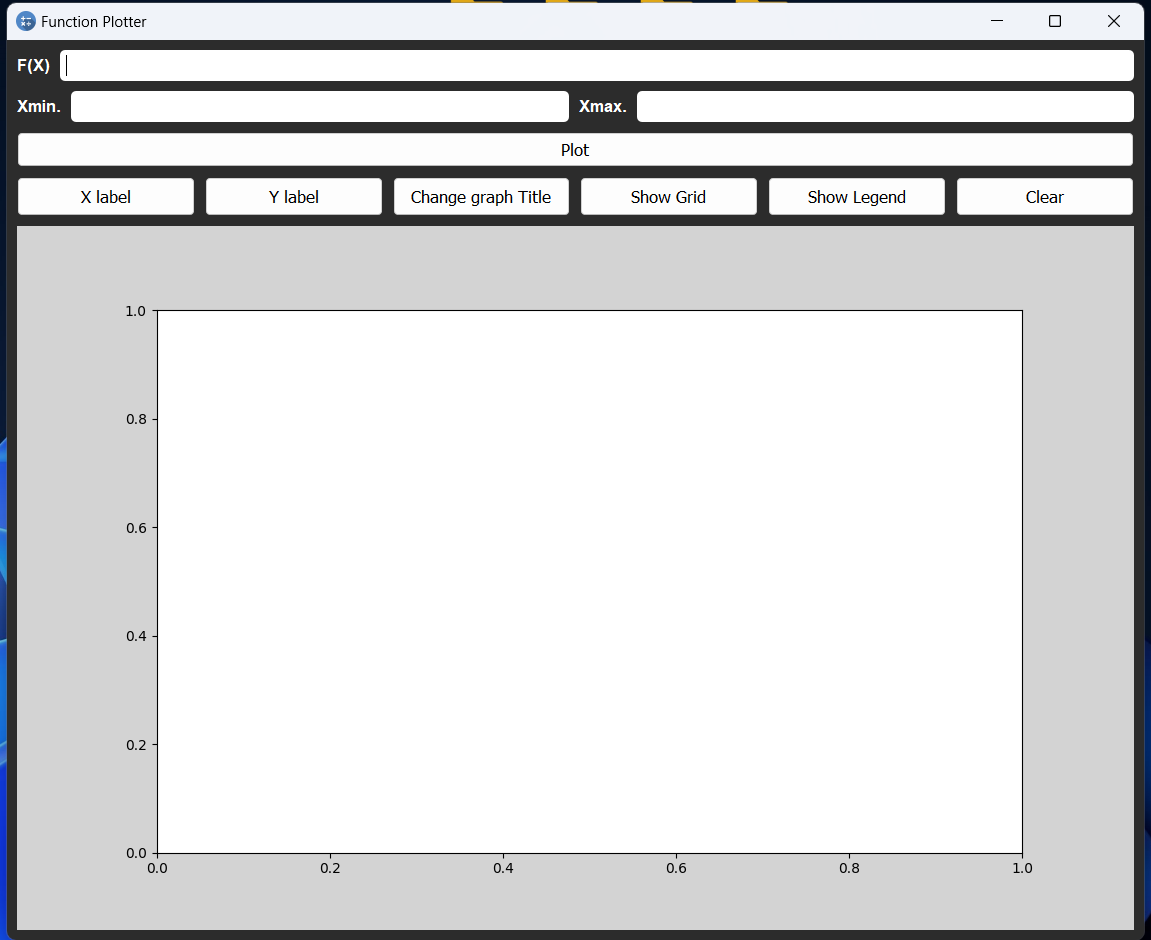 Function Plotter
F(X)
Xmin. Xmax.
Plot
X label Y label Change graph Title Show Grid Show Legend Clear
1.0
0.8
0.6
0.4
0.2
0.0
0.0 0.2 0.4 0.6 0.8 1.0